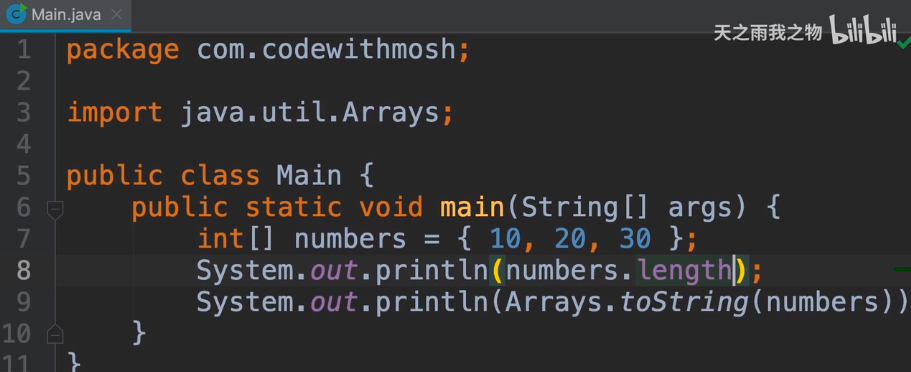 Main.java
天之雨我之物 bilibili
1 package com.codewithmosh;
2
3 import java.util.Arrays;
4
5 public class Main {
6 public static void main(String[] args) {
7 int[] numbers = { 10, 20, 30 };
8 System.out.println(numbers.length);
9 System.out.println(Arrays.toString(numbers))
10 }
11 }